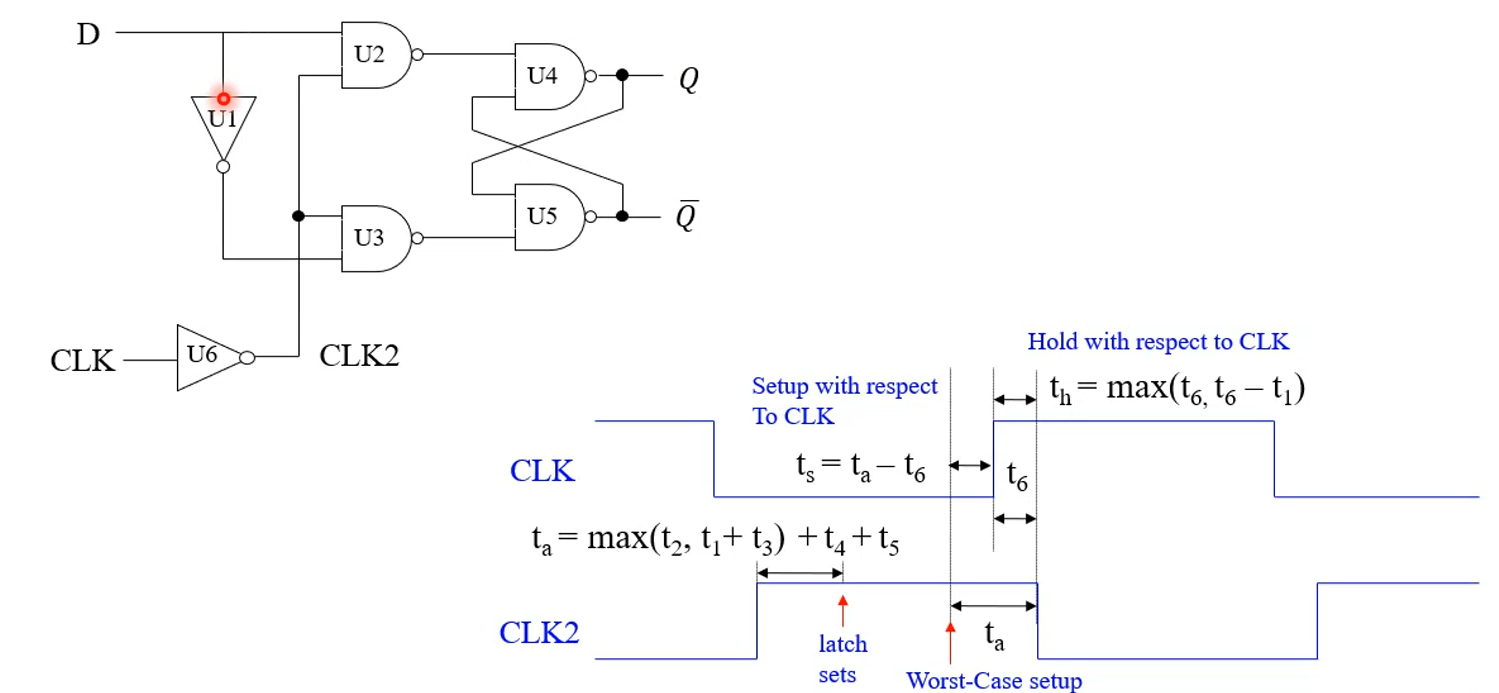 D
U2
U4
Q
U1
U3
U5
Q̅
CLK
U6
CLK2
Hold with respect to CLK
t_h = max(t_6, t_6 – t_1)
Setup with respect
To CLK
t_s = t_a – t_6
t_6
CLK
t_a = max(t_2, t_1+ t_3) + t_4 + t_5
CLK2
latch
sets
t_a
Worst-Case setup